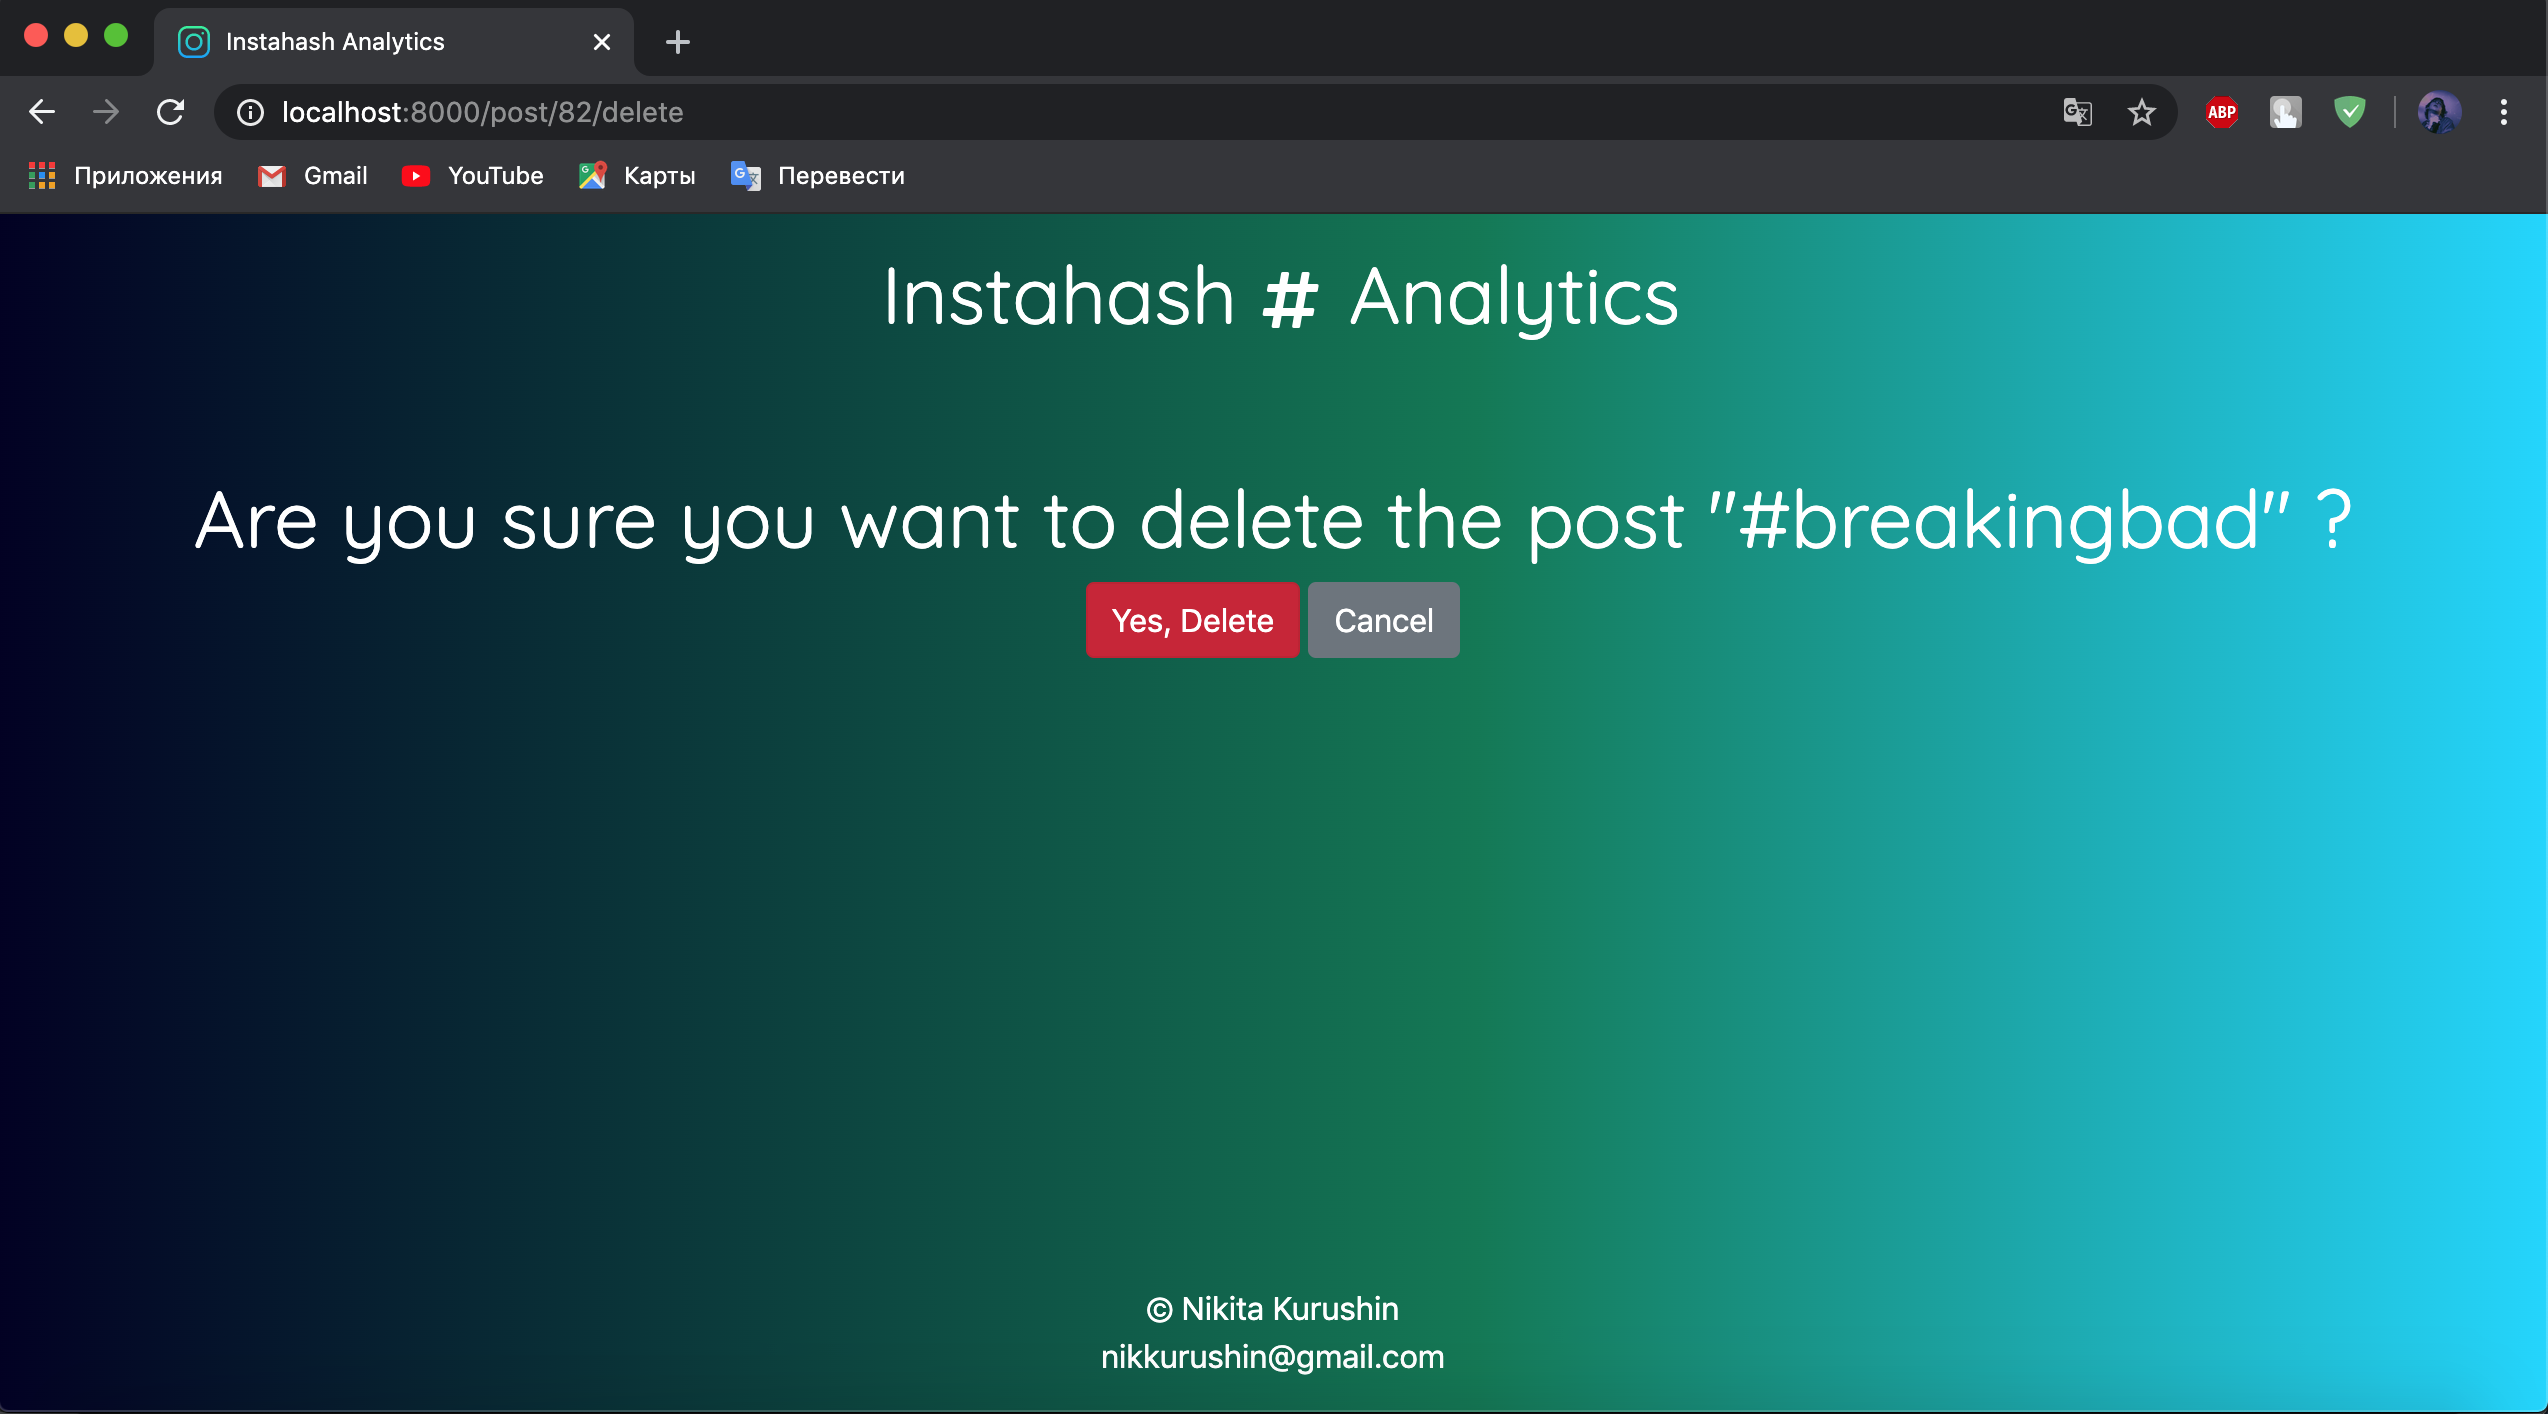 Instahash Analytics
localhost:8000/post/82/delete
ABP
Приложения Gmail YouTube Карты Перевести
Instahash # Analytics
Are you sure you want to delete the post "#breakingbad" ?
Yes, Delete Cancel
© Nikita Kurushin
nikkurushin@gmail.com